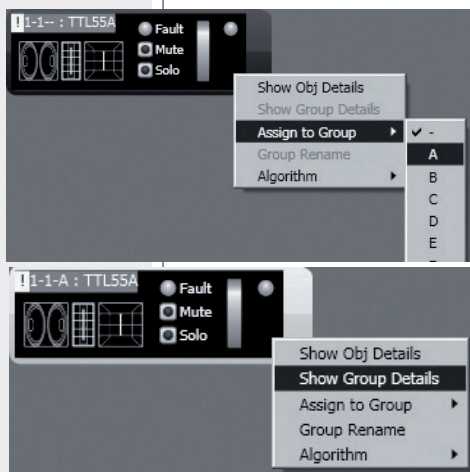 ! 1-1-- : TTL55A
Fault
Mute
Solo
Show Obj Details
Show Group Details
Assign to Group
Group Rename
Algorithm
-
A
B
C
D
E
! 1-1-A : TTL55A
Fault
Mute
Solo
Show Obj Details
Show Group Details
Assign to Group
Group Rename
Algorithm